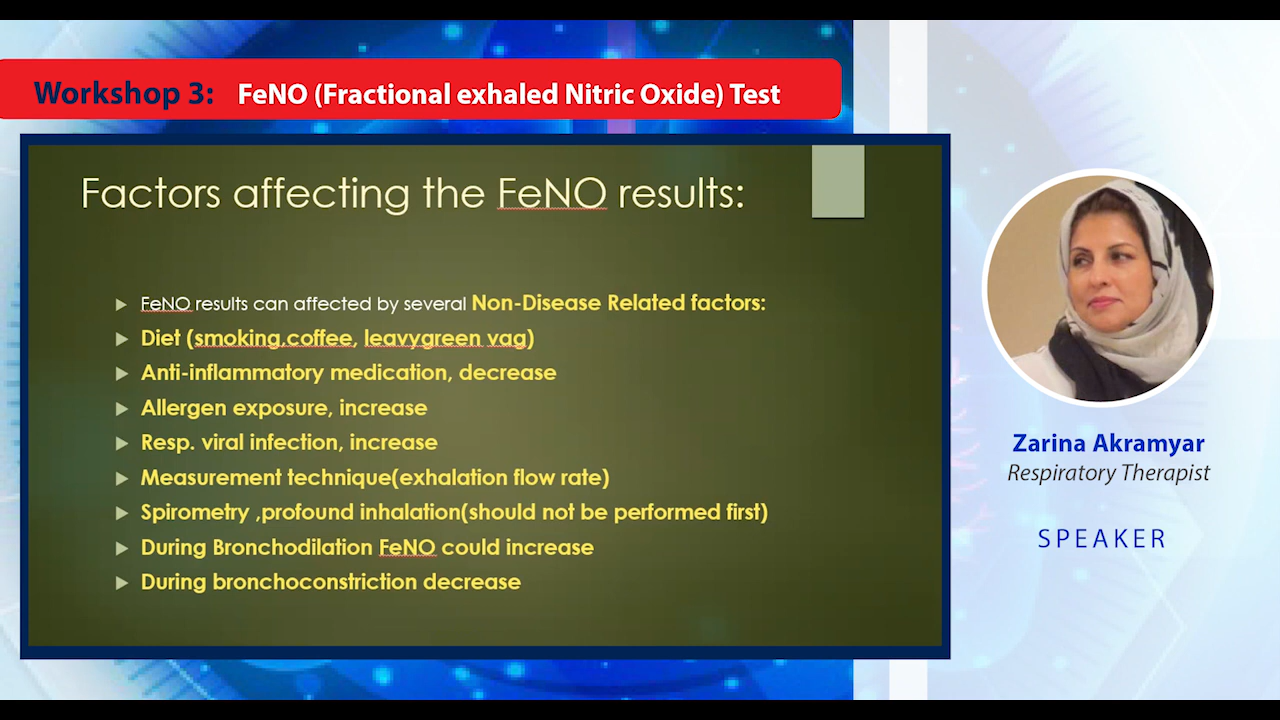 Workshop 3: FeNO (Fractional exhaled Nitric Oxide) Test
Factors affecting the FeNO results:
FeNO results can affected by several Non-Disease Related factors:
Diet (smoking,coffee, leavygreen vag)
Anti-inflammatory medication, decrease
Allergen exposure, increase
Resp. viral infection, increase
Measurement technique(exhalation flow rate)
Spirometry ,profound inhalation(should not be performed first)
During Bronchodilation FeNO could increase
During bronchoconstriction decrease
Zarina Akramyar
Respiratory Therapist
SPEAKER